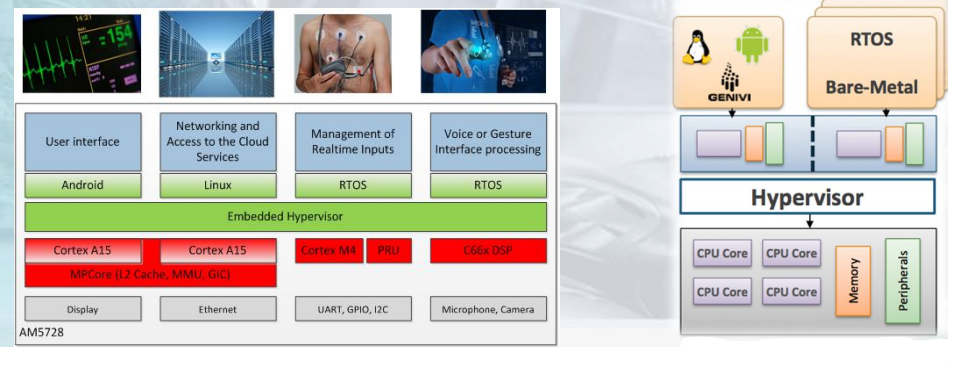 14:21
154
User interface
Networking and
Access to the Cloud
Services
Management of
Realtime Inputs
Voice or Gesture
Interface processing
Android
Linux
RTOS
RTOS
Embedded Hypervisor
Cortex A15
Cortex A15
Cortex M4
PRU
C66x DSP
MPCore (L2 Cache, MMU, GIC)
Display
Ethernet
UART, GPIO, I2C
Microphone, Camera
AM5728
GENIVI
RTOS
Bare-Metal
Hypervisor
CPU Core
CPU Core
CPU Core
CPU Core
Memory
Peripherals